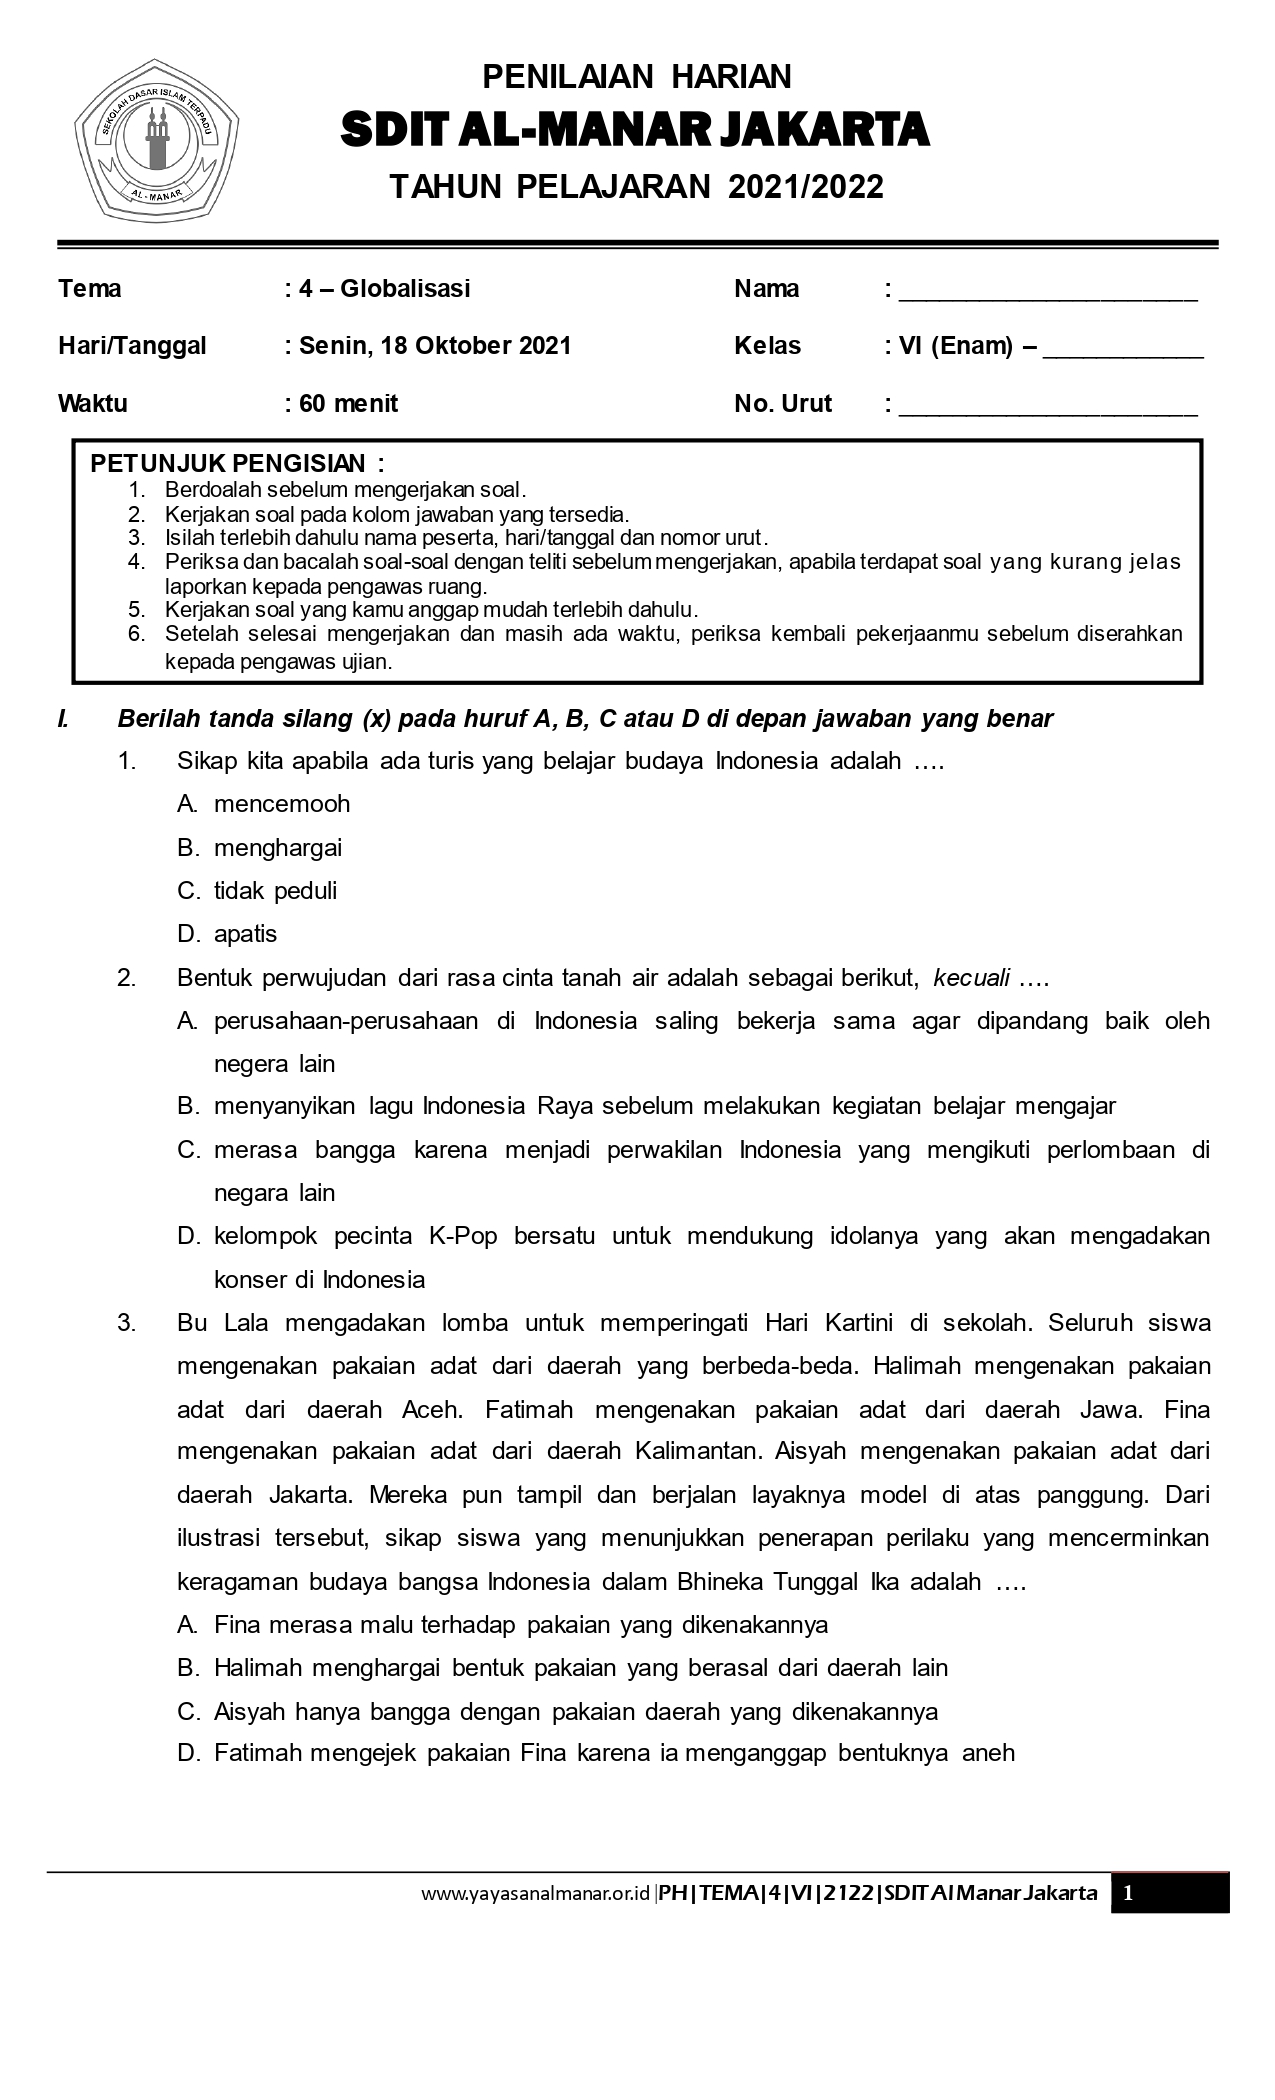 SEKOLAH DASAR ISLAM TERPADU
AL-MANAR
PENILAIAN HARIAN
SDIT AL-MANAR JAKARTA
TAHUN PELAJARAN 2021/2022
Tema : 4 – Globalisasi Nama : ______________________
Hari/Tanggal : Senin, 18 Oktober 2021 Kelas : VI (Enam) – ____________
Waktu : 60 menit No. Urut : ______________________
PETUNJUK PENGISIAN :
1. Berdoalah sebelum mengerjakan soal.
2. Kerjakan soal pada kolom jawaban yang tersedia.
3. Isilah terlebih dahulu nama peserta, hari/tanggal dan nomor urut.
4. Periksa dan bacalah soal-soal dengan teliti sebelum mengerjakan, apabila terdapat soal yang kurang jelas
laporkan kepada pengawas ruang.
5. Kerjakan soal yang kamu anggap mudah terlebih dahulu.
6. Setelah selesai mengerjakan dan masih ada waktu, periksa kembali pekerjaanmu sebelum diserahkan
kepada pengawas ujian.
I. Berilah tanda silang (x) pada huruf A, B, C atau D di depan jawaban yang benar
1. Sikap kita apabila ada turis yang belajar budaya Indonesia adalah ….
A. mencemooh
B. menghargai
C. tidak peduli
D. apatis
2. Bentuk perwujudan dari rasa cinta tanah air adalah sebagai berikut, kecuali ….
A. perusahaan-perusahaan di Indonesia saling bekerja sama agar dipandang baik oleh
negera lain
B. menyanyikan lagu Indonesia Raya sebelum melakukan kegiatan belajar mengajar
C. merasa bangga karena menjadi perwakilan Indonesia yang mengikuti perlombaan di
negara lain
D. kelompok pecinta K-Pop bersatu untuk mendukung idolanya yang akan mengadakan
konser di Indonesia
3. Bu Lala mengadakan lomba untuk memperingati Hari Kartini di sekolah. Seluruh siswa
mengenakan pakaian adat dari daerah yang berbeda-beda. Halimah mengenakan pakaian
adat dari daerah Aceh. Fatimah mengenakan pakaian adat dari daerah Jawa. Fina
mengenakan pakaian adat dari daerah Kalimantan. Aisyah mengenakan pakaian adat dari
daerah Jakarta. Mereka pun tampil dan berjalan layaknya model di atas panggung. Dari
ilustrasi tersebut, sikap siswa yang menunjukkan penerapan perilaku yang mencerminkan
keragaman budaya bangsa Indonesia dalam Bhineka Tunggal Ika adalah ….
A. Fina merasa malu terhadap pakaian yang dikenakannya
B. Halimah menghargai bentuk pakaian yang berasal dari daerah lain
C. Aisyah hanya bangga dengan pakaian daerah yang dikenakannya
D. Fatimah mengejek pakaian Fina karena ia menganggap bentuknya aneh
www.yayasanalmanar.or.id |PH|TEMA|4|VI|2122|SDIT Al Manar Jakarta 1